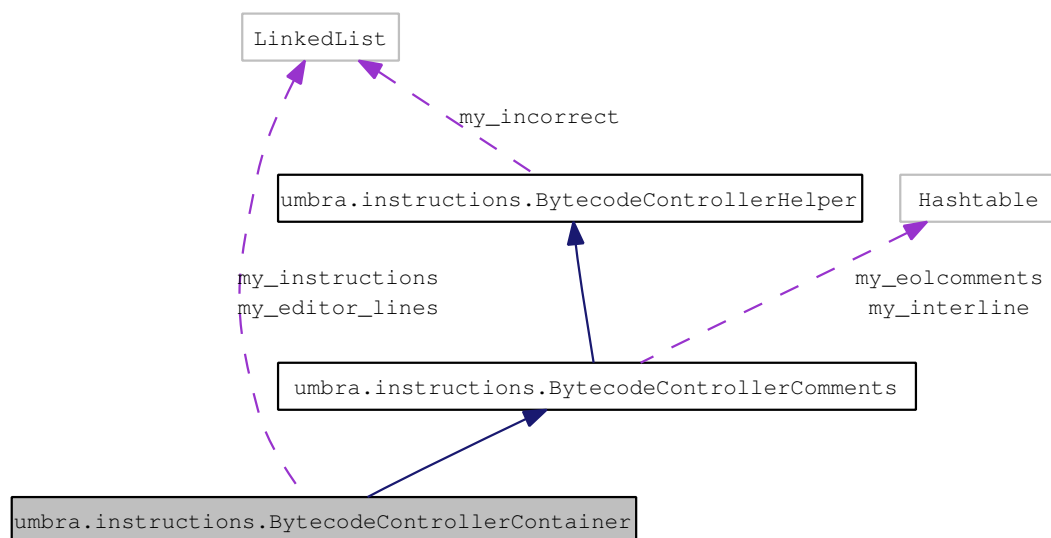 LinkedList
my_incorrect
umbra.instructions.BytecodeControllerHelper
Hashtable
my_instructions
my_editor_lines
my_eolcomments
my_interline
umbra.instructions.BytecodeControllerComments
umbra.instructions.BytecodeControllerContainer